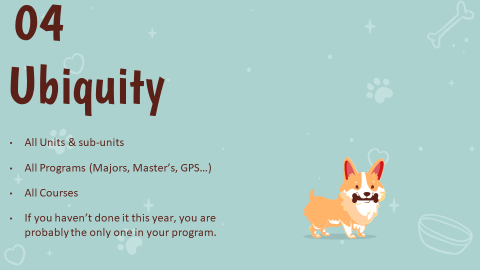 04
Ubiquity
• All Units & sub-units
• All Programs (Majors, Master's, GPS...)
• All Courses
• If you haven't done it this year, you are
probably the only one in your program.